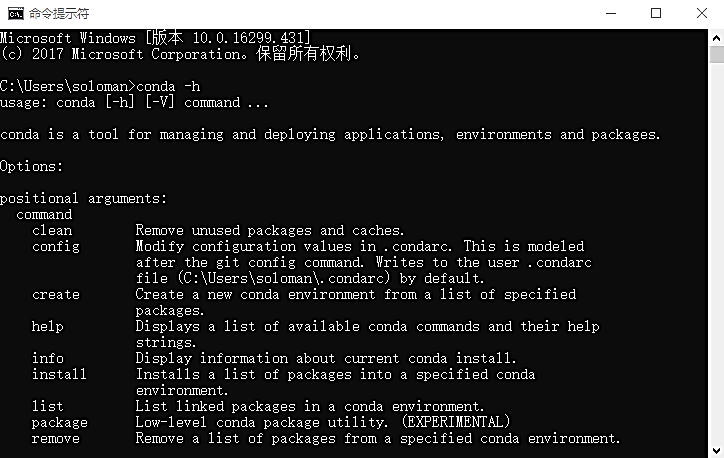 命令提示符
Microsoft Windows [版本 10.0.16299.431]
(c) 2017 Microsoft Corporation。保留所有权利。
C:\Users\soloman>conda -h
usage: conda [-h] [-V] command ...
conda is a tool for managing and deploying applications, environments and packages.
Options:
positional arguments:
command
clean Remove unused packages and caches.
config Modify configuration values in .condarc. This is modeled
after the git config command. Writes to the user .condarc
file (C:\Users\soloman\.condarc) by default.
create Create a new conda environment from a list of specified
packages.
help Displays a list of available conda commands and their help
strings.
info Display information about current conda install.
install Installs a list of packages into a specified conda
environment.
list List linked packages in a conda environment.
package Low-level conda package utility. (EXPERIMENTAL)
remove Remove a list of packages from a specified conda environment.